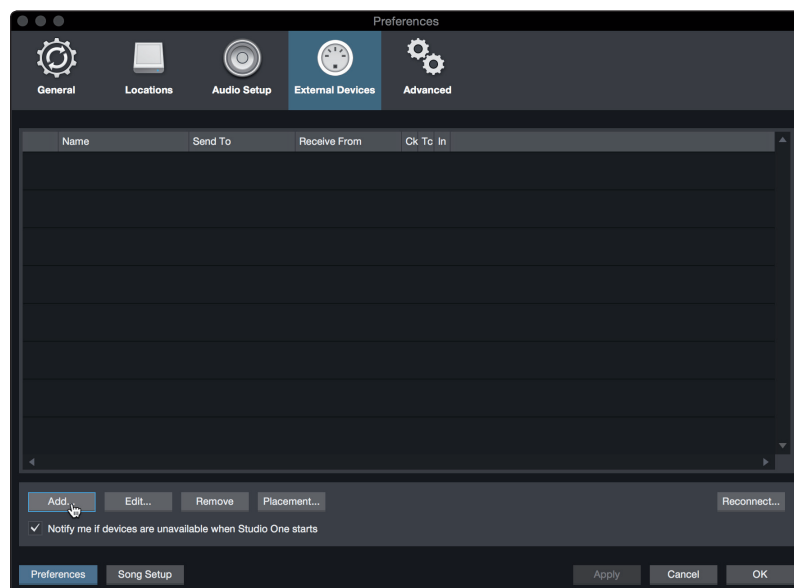 Preferences
General Locations Audio Setup External Devices Advanced
Name Send To Receive From Ck Tc In
Add... Edit... Remove Placement... Reconnect...
Notify me if devices are unavailable when Studio One starts
Preferences Song Setup Apply Cancel OK